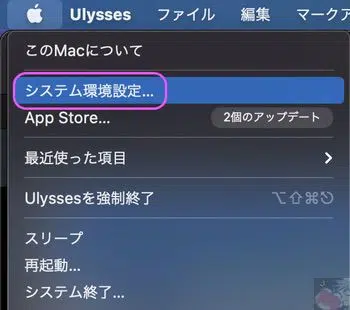 Ulysses ファイル 編集 マークア
このMacについて
システム環境設定...
App Store... 2個のアップデート
最近使った項目
Ulyssesを強制終了 ⌥⇧⌘⎋
スリープ
再起動...
システム終了...